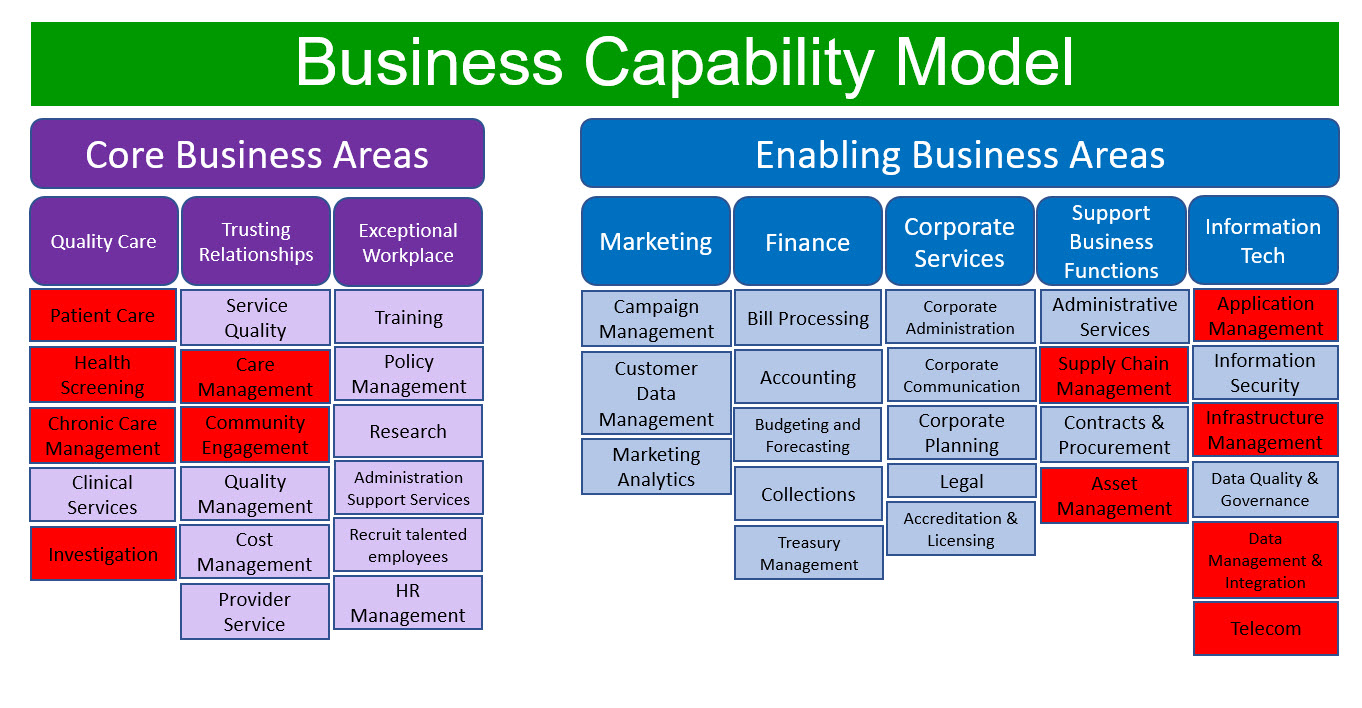 Business Capability Model
Core Business Areas
Quality Care
Patient Care
Health
Screening
Chronic Care
Management
Clinical
Services
Investigation
Trusting
Relationships
Service
Quality
Care
Management
Community
Engagement
Quality
Management
Cost
Management
Provider
Service
Exceptional
Workplace
Training
Policy
Management
Research
Administration
Support Services
Recruit talented
employees
HR
Management
Enabling Business Areas
Marketing
Campaign
Management
Customer
Data
Management
Marketing
Analytics
Finance
Bill Processing
Accounting
Budgeting and
Forecasting
Collections
Treasury
Management
Corporate
Services
Corporate
Administration
Corporate
Communication
Corporate
Planning
Legal
Accreditation &
Licensing
Support
Business
Functions
Administrative
Services
Supply Chain
Management
Contracts &
Procurement
Asset
Management
Information
Tech
Application
Management
Information
Security
Infrastructure
Management
Data Quality &
Governance
Data
Management &
Integration
Telecom